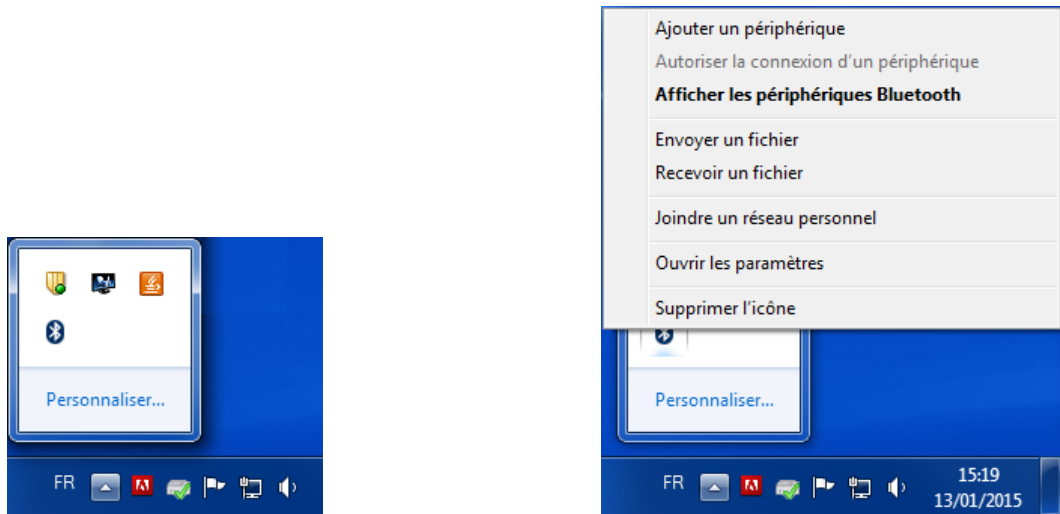 Personnaliser...
FR
Ajouter un périphérique
Autoriser la connexion d'un périphérique
Afficher les périphériques Bluetooth
Envoyer un fichier
Recevoir un fichier
Joindre un réseau personnel
Ouvrir les paramètres
Supprimer l'icône
Personnaliser...
FR
15:19
13/01/2015